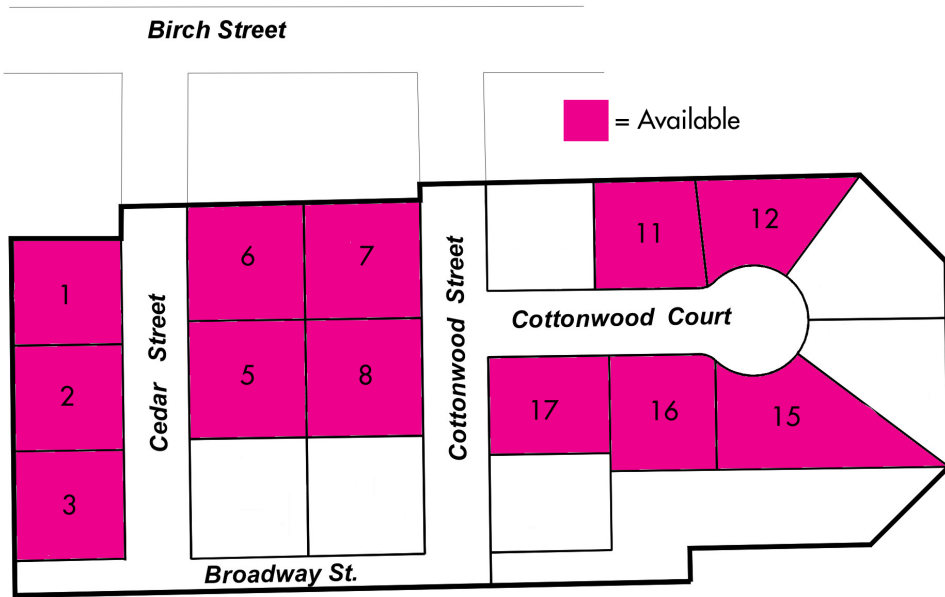 Birch Street
= Available
6
7
11
12
1
Cedar Street
Cottonwood Street
Cottonwood Court
2
5
8
17
16
15
3
Broadway St.